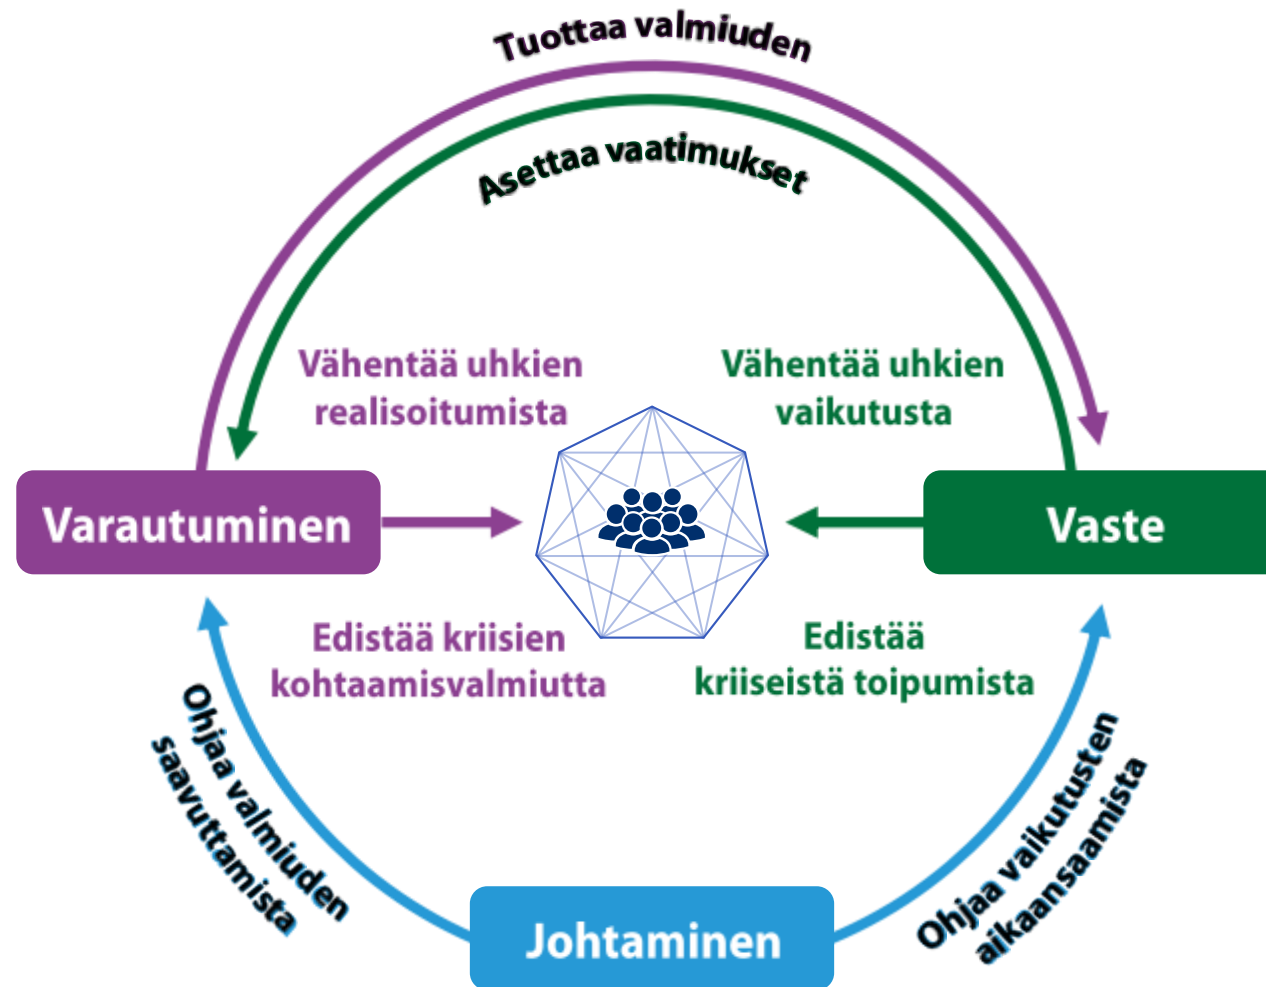 Tuottaa valmiuden
Asettaa vaatimukset
Vähentää uhkien
realisoitumista
Vähentää uhkien
vaikutusta
Varautuminen
Vaste
Edistää kriisien
kohtaamisvalmiutta
Edistää
kriiseistä toipumista
Ohjaa valmiuden
saavuttamista
Ohjaa vaikutusten
aikaansaamista
Johtaminen